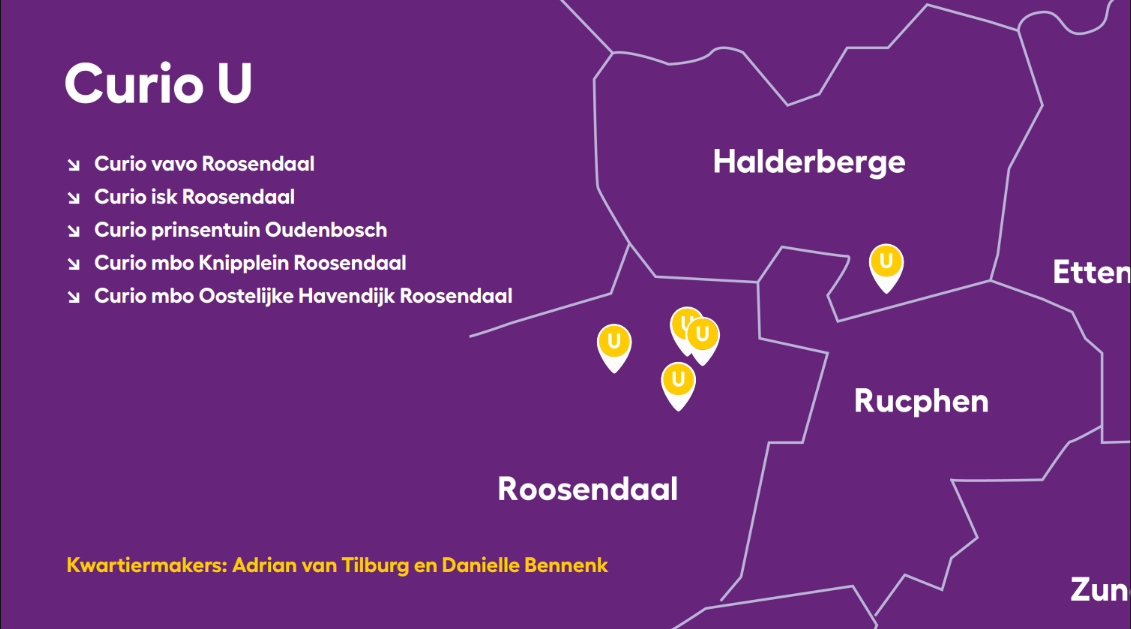 Curio U
Curio vavo Roosendaal
Curio isk Roosendaal
Curio prinsentuin Oudenbosch
Curio mbo Knipplein Roosendaal
Curio mbo Oostelijke Havendijk Roosendaal
Halderberge
U
Etten
U
U
U
U
Rucphen
Roosendaal
Kwartiermakers: Adrian van Tilburg en Danielle Bennenk
Zun